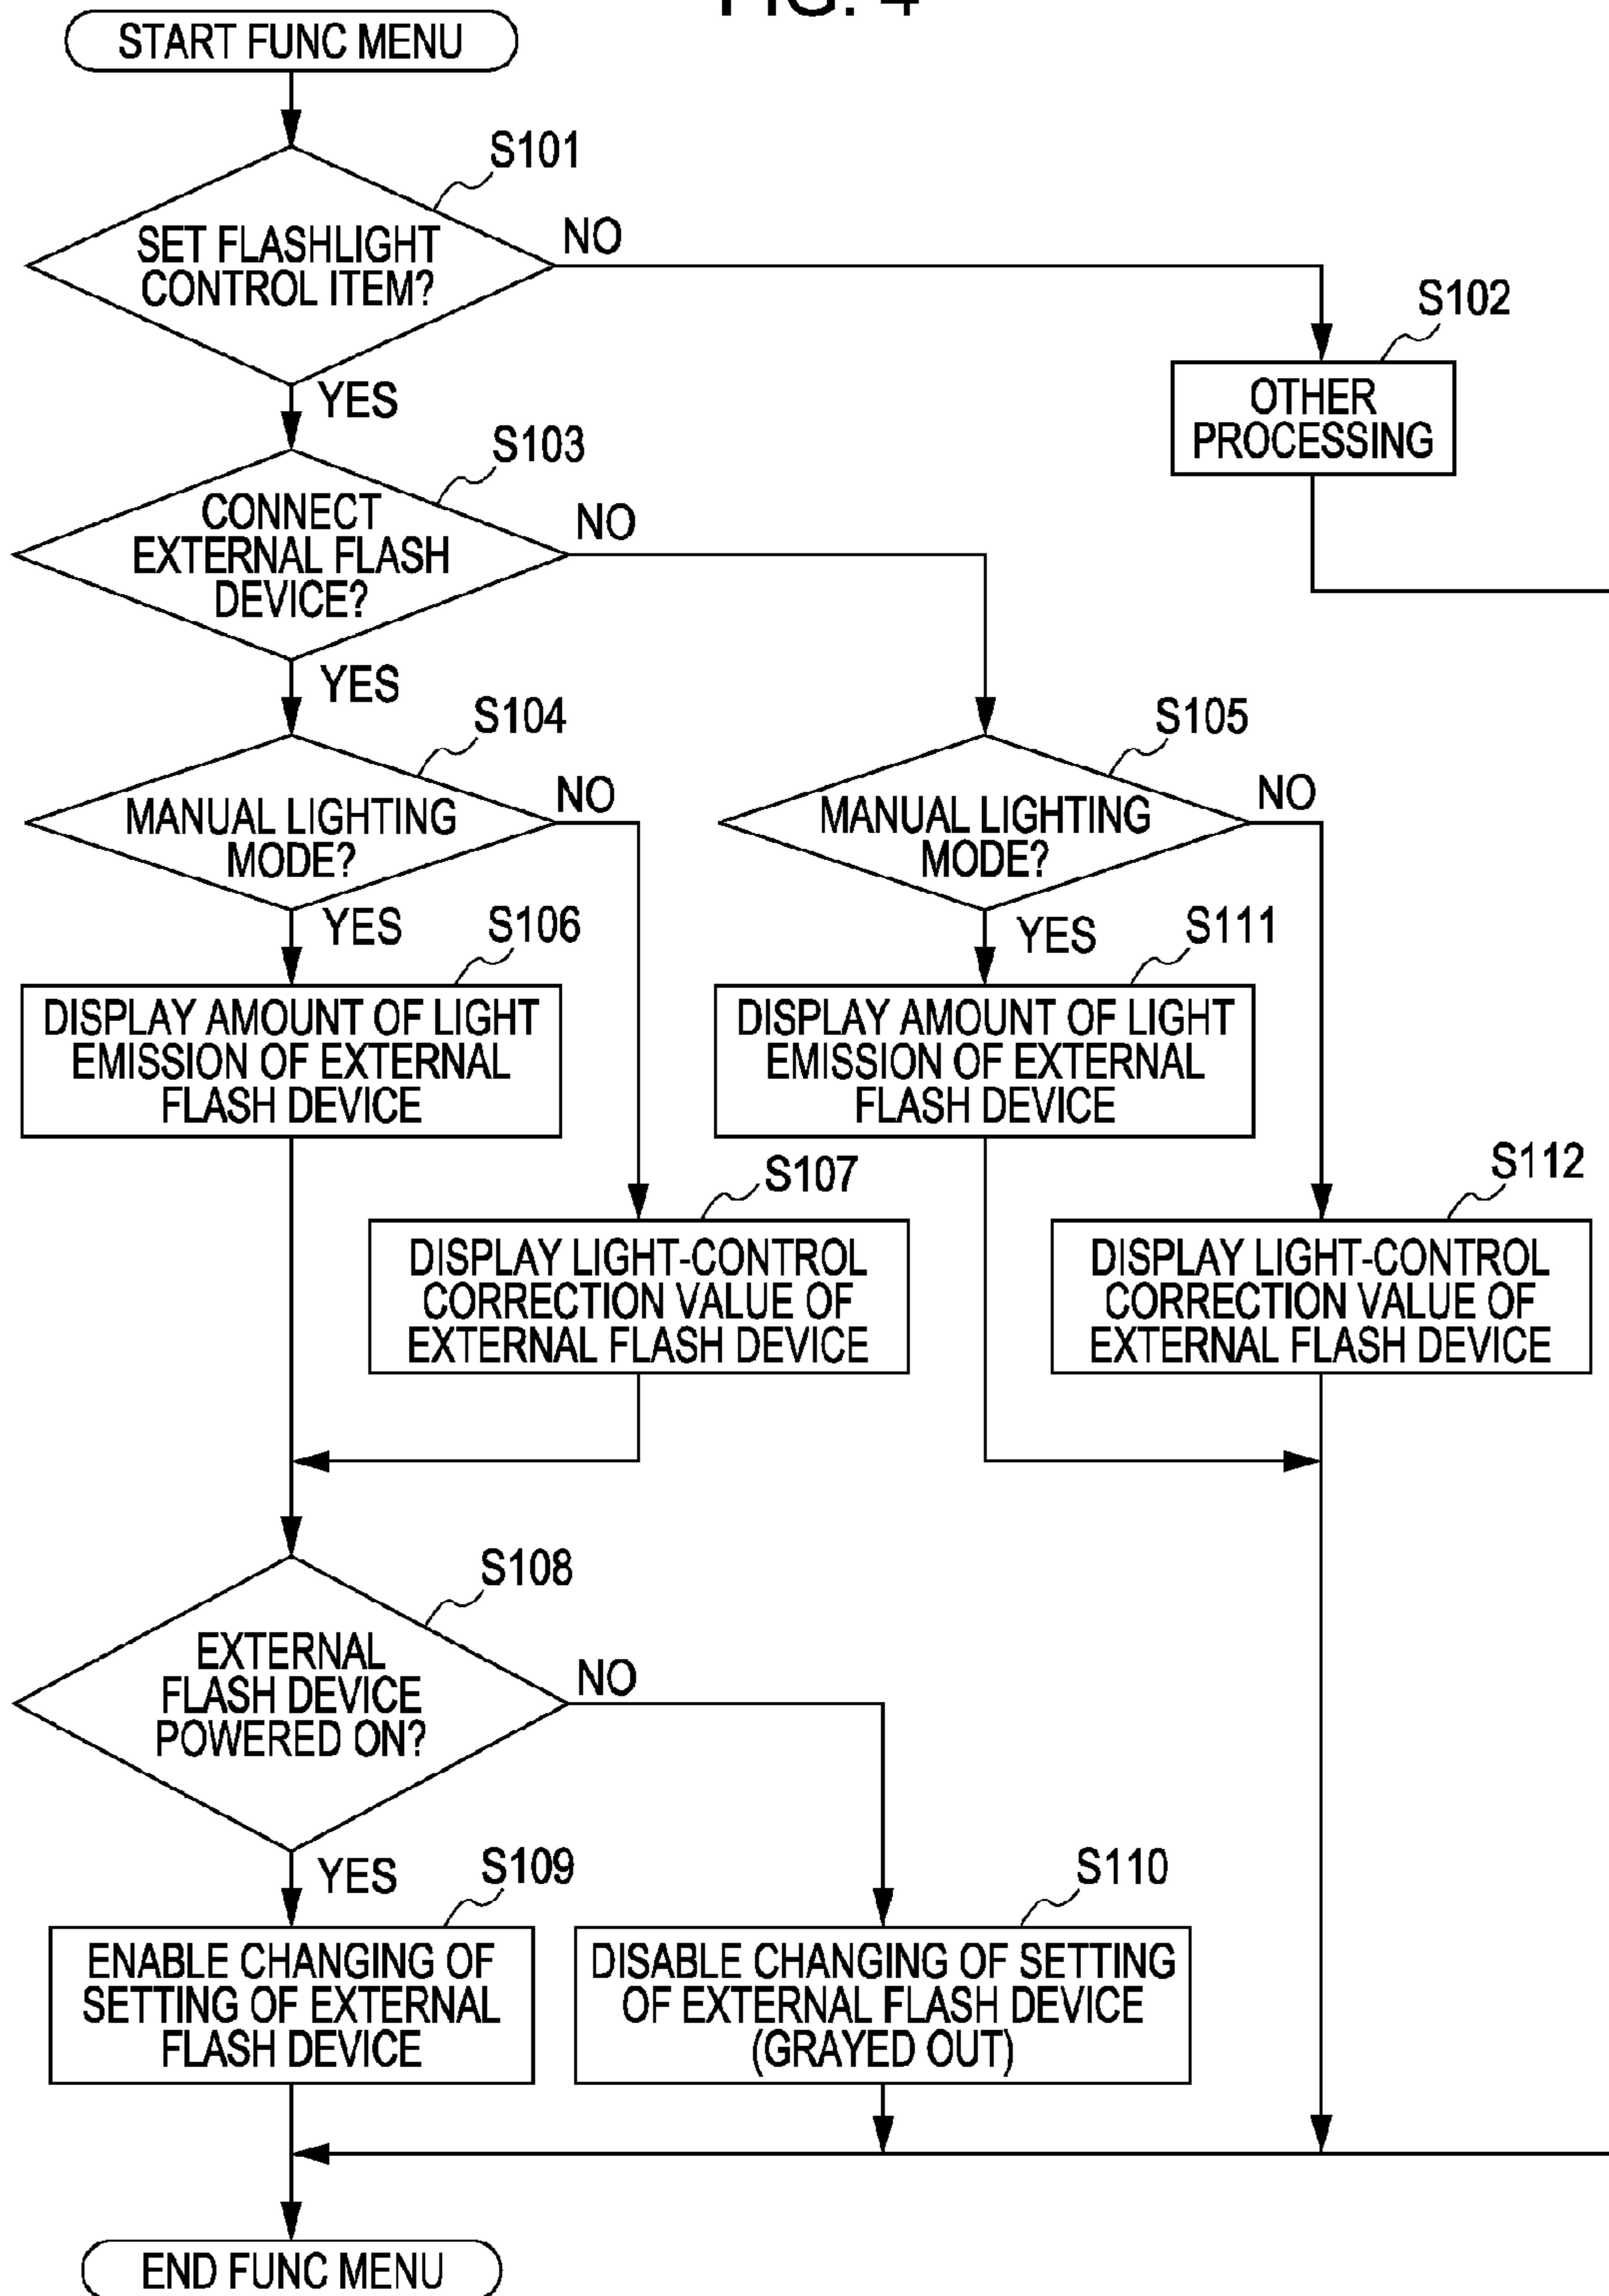 FIG. 4
START FUNC MENU
S101
SET FLASHLIGHT
CONTROL ITEM?
NO
S102
OTHER
PROCESSING
YES
S103
CONNECT
EXTERNAL FLASH
DEVICE?
NO
YES
S104
MANUAL LIGHTING
MODE?
NO
S105
MANUAL LIGHTING
MODE?
NO
YES
S106
DISPLAY AMOUNT OF LIGHT
EMISSION OF EXTERNAL
FLASH DEVICE
YES
S111
DISPLAY AMOUNT OF LIGHT
EMISSION OF EXTERNAL
FLASH DEVICE
S107
DISPLAY LIGHT-CONTROL
CORRECTION VALUE OF
EXTERNAL FLASH DEVICE
S112
DISPLAY LIGHT-CONTROL
CORRECTION VALUE OF
EXTERNAL FLASH DEVICE
S108
EXTERNAL
FLASH DEVICE
POWERED ON?
NO
YES
S109
ENABLE CHANGING OF
SETTING OF EXTERNAL
FLASH DEVICE
S110
DISABLE CHANGING OF SETTING
OF EXTERNAL FLASH DEVICE
(GRAYED OUT)
END FUNC MENU